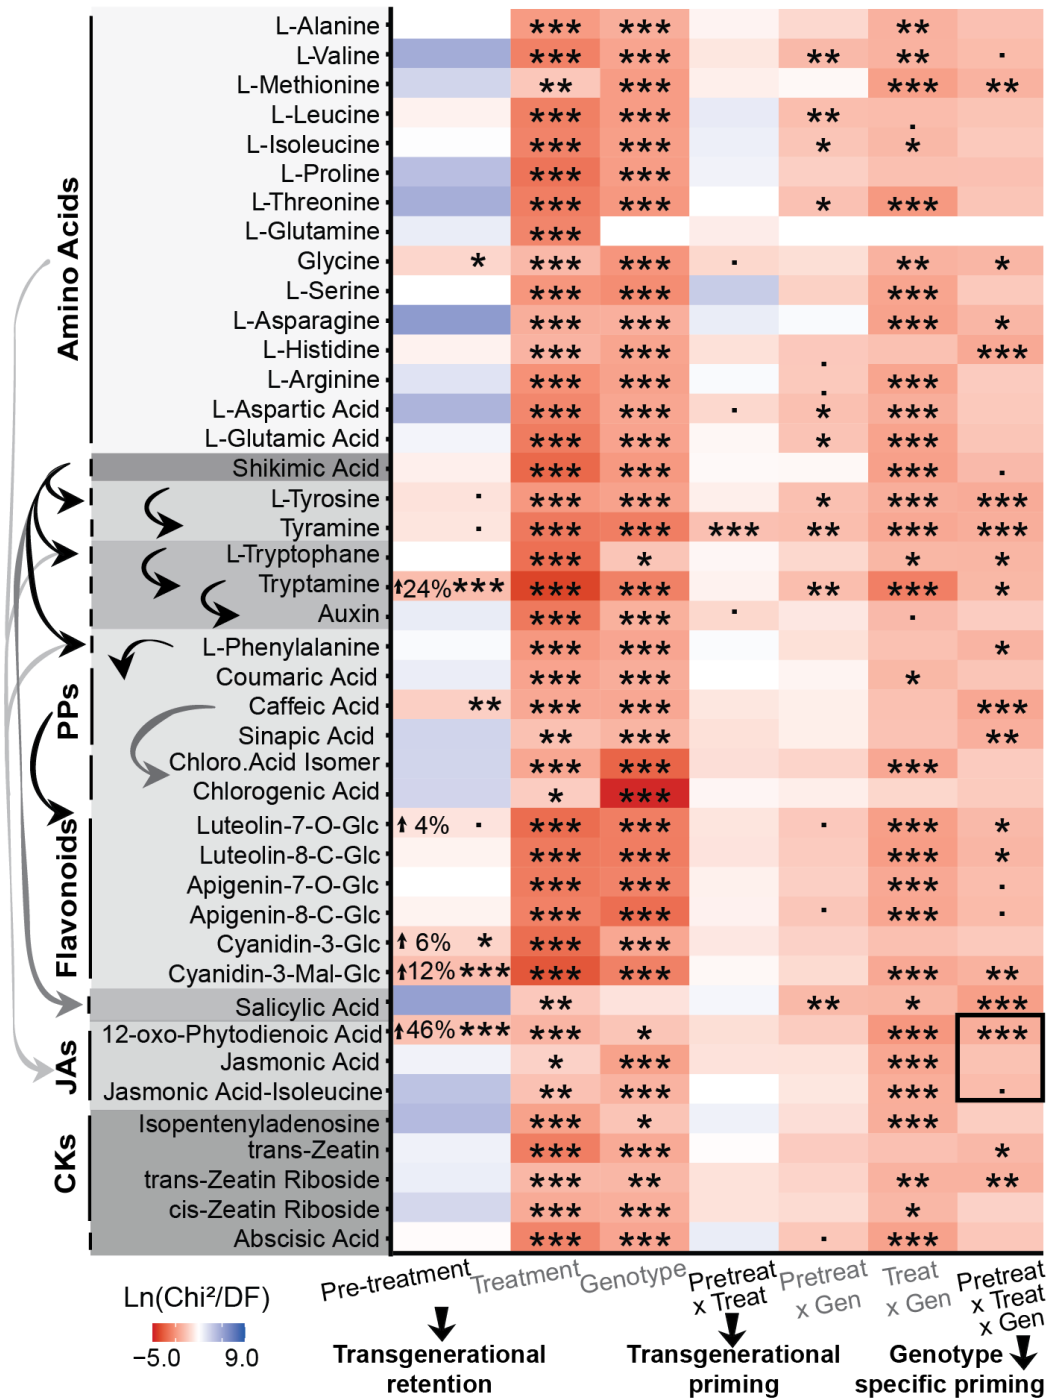 L-Alanine *** *** **
L-Valine *** *** ** ** .
L-Methionine ** *** *** **
L-Leucine *** *** ** .
L-Isoleucine *** *** * *
L-Proline *** ***
L-Threonine *** *** * ***
L-Glutamine ***
Glycine * *** *** . ** *
L-Serine *** *** ***
L-Asparagine *** *** *** *
L-Histidine *** *** . ***
L-Arginine *** *** . ***
L-Aspartic Acid *** *** . * ***
L-Glutamic Acid *** *** * ***
Shikimic Acid *** *** *** .
L-Tyrosine . *** *** * *** ***
Tyramine . *** *** *** ** *** ***
L-Tryptophane *** * * *
Tryptamine 24% *** *** *** ** *** *
Auxin *** *** . .
L-Phenylalanine *** *** *
Coumaric Acid *** *** *
Caffeic Acid ** *** *** ***
Sinapic Acid ** *** **
Chloro.Acid Isomer *** *** ***
Chlorogenic Acid * ***
Luteolin-7-O-Glc 4% . *** *** . *** *
Luteolin-8-C-Glc *** *** *** *
Apigenin-7-O-Glc *** *** *** .
Apigenin-8-C-Glc *** *** . *** .
Cyanidin-3-Glc 6% * *** ***
Cyanidin-3-Mal-Glc 12% *** *** *** *** **
Salicylic Acid ** ** * ***
12-oxo-Phytodienoic Acid 46% *** *** * *** ***
Jasmonic Acid * *** ***
Jasmonic Acid-Isoleucine ** *** *** .
Isopentenyladenosine *** * ***
trans-Zeatin *** *** *
trans-Zeatin Riboside *** ** ** **
cis-Zeatin Riboside *** *** *
Abscisic Acid *** *** . ***
Amino Acids
PPs
Flavonoids
JAs
CKs
Pre-treatment
Treatment
Genotype
Pretreat
x Treat
Pretreat
x Gen
Treat
x Gen
Pretreat
x Treat
x Gen
Ln(Chi²/DF)
−5.0 9.0
Transgenerational
retention
Transgenerational
priming
Genotype
specific priming